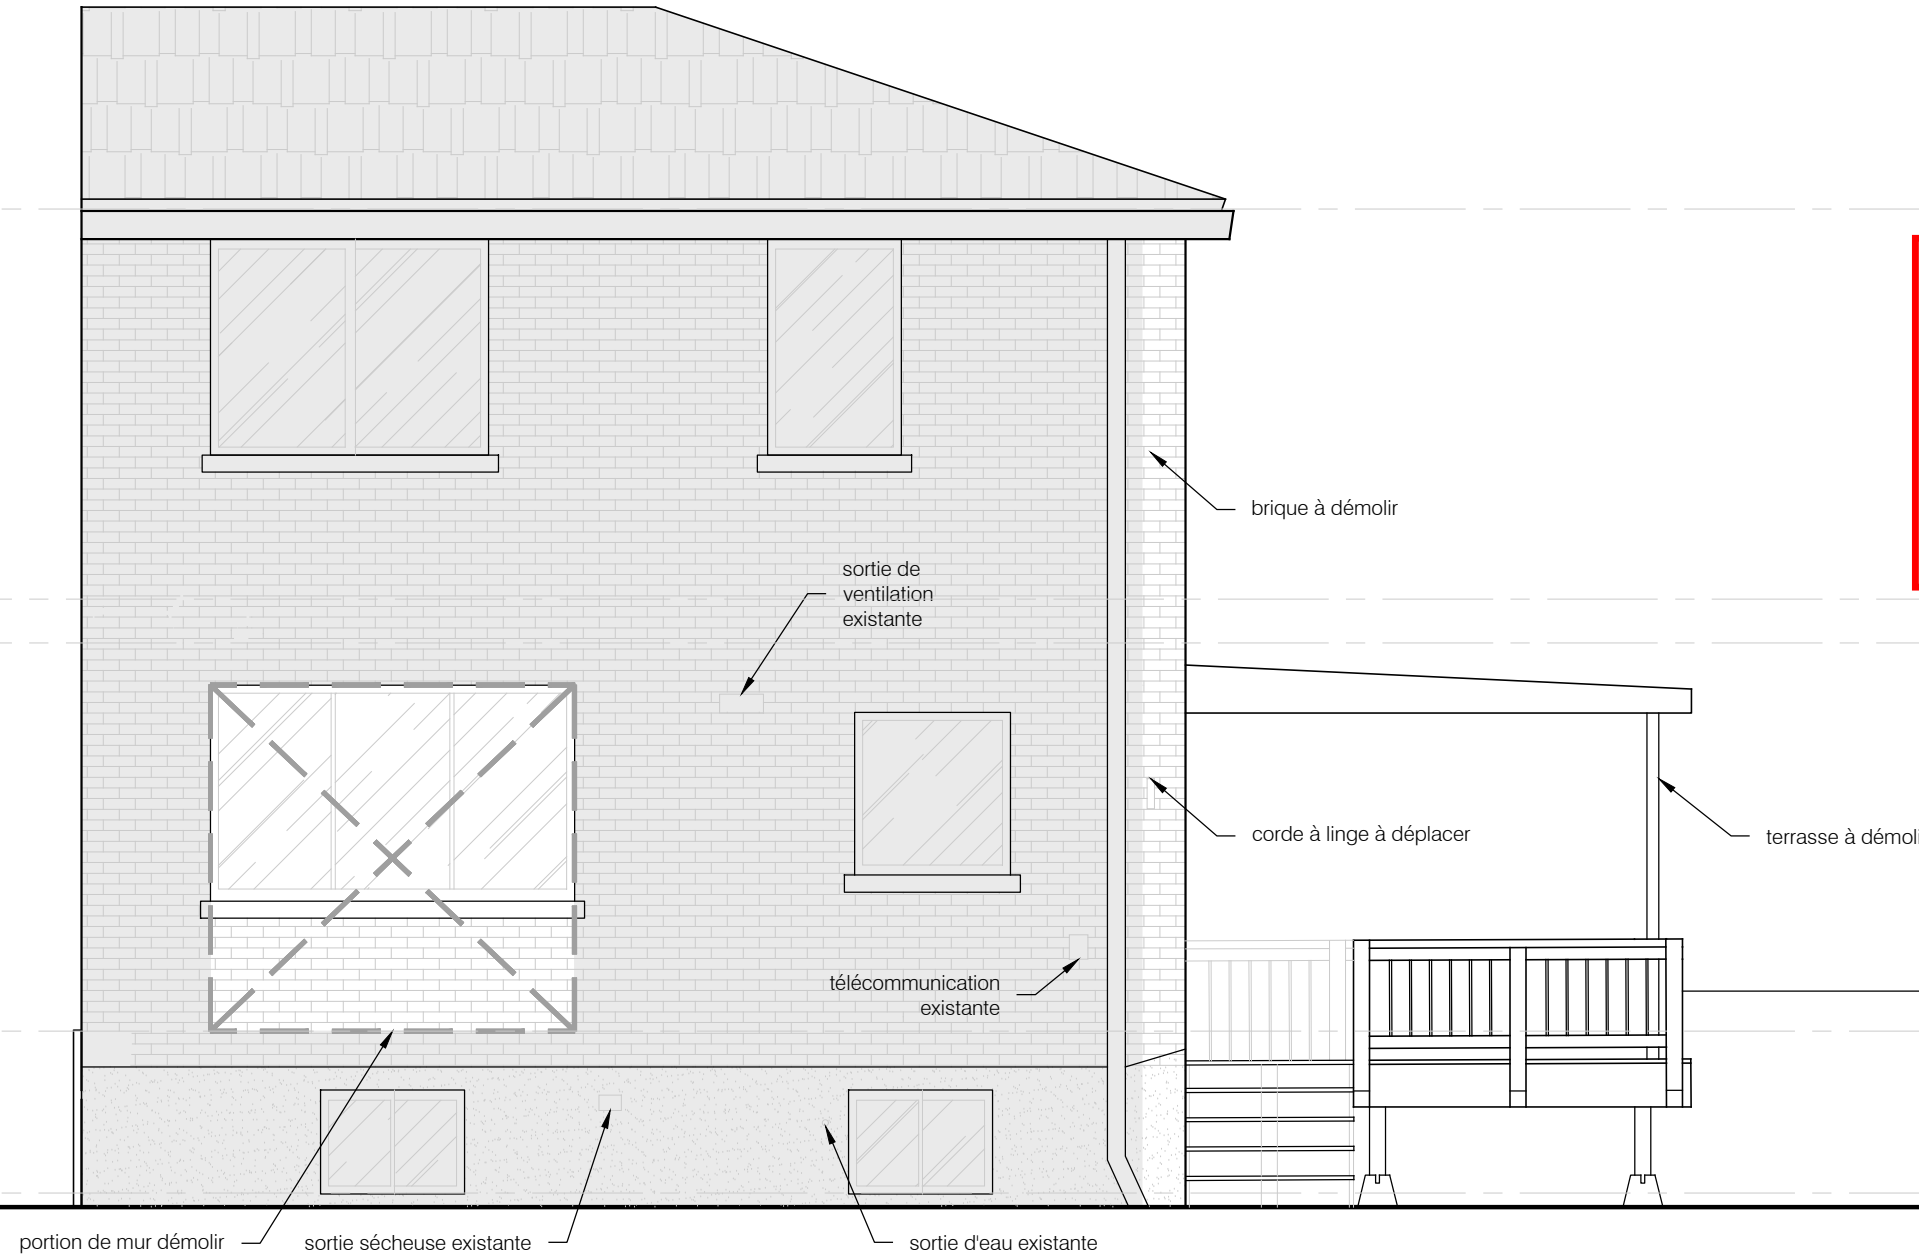 brique à démolir
sortie de
ventilation
existante
corde à linge à déplacer
terrasse à démoli
télécommunication
existante
portion de mur démolir
sortie sécheuse existante
sortie d'eau existante